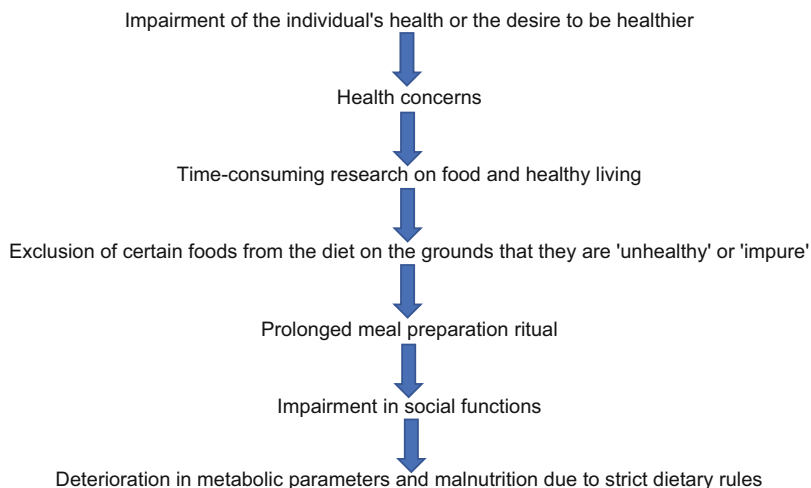 Impairment of the individual's health or the desire to be healthier
Health concerns
Time-consuming research on food and healthy living
Exclusion of certain foods from the diet on the grounds that they are 'unhealthy' or 'impure'
Prolonged meal preparation ritual
Impairment in social functions
Deterioration in metabolic parameters and malnutrition due to strict dietary rules